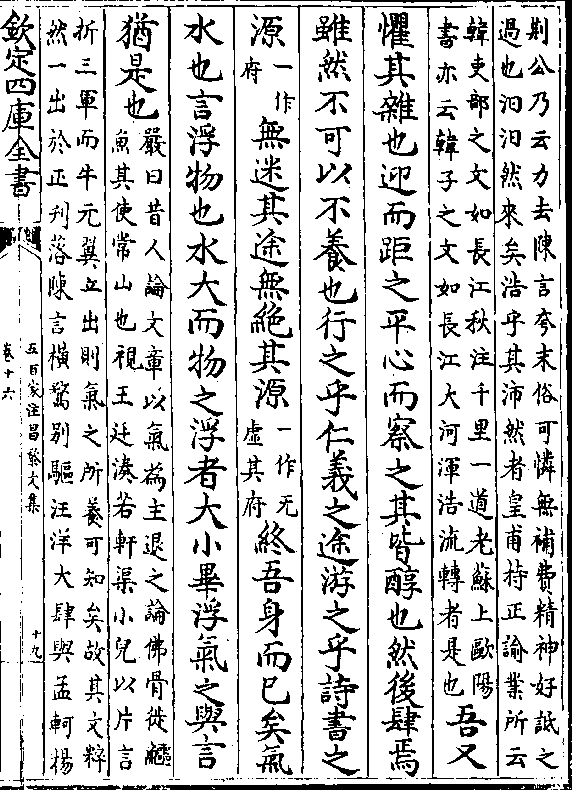 荆公乃云力去陳言夸末俗可憐無補費精神好詆之
過也汩汩然來矣浩乎其沛然者皇甫持正諭業所云
韓吏部之文如長江秋注千里一道老蘇上歐陽
書亦云韓子之文如長江大河渾浩流轉者是也吾又
懼其雜也迎而距之平心而察之其皆醇也然後肆焉
雖然不可以不養也行之乎仁義之途游之乎詩書之
源一作府無迷其途無絶其源一作无虛其府終吾身而已矣氣
水也言浮物也水大而物之浮者大小畢浮氣之與言
猶是也嚴曰昔人論文章以氣為主退之論佛骨徙鱷
魚其使常山也視王廷湊若軒渠小兒以片言
折三軍而牛元翼立出則氣之所養可知矣故其文粹
然一出於正刋落陳言橫騖别驅汪洋大肆與孟軻楊
欽定四庫全書
五百家注昌黎文集
卷十六
十九